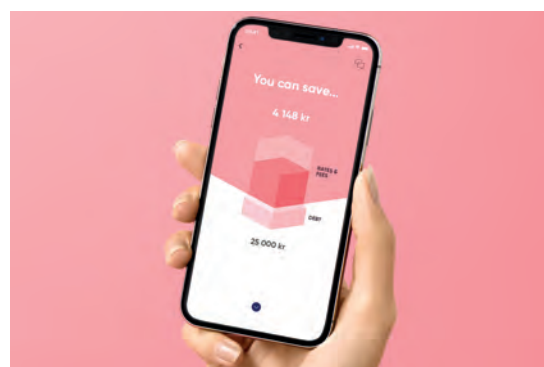 You can save...
4 148 kr
RATES &
FEES
DEBT
25 000 kr